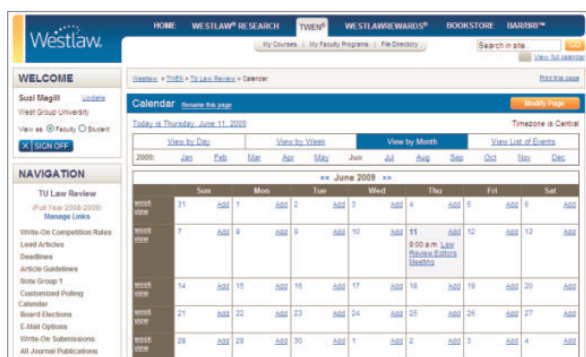 HOME WESTLAW® RESEARCH TWEN® WESTLAWREWARDS® BOOKSTORE BAR/BRI™
Westlaw.
My Courses | My Faculty Programs | File Directory
Search in site... GO
View full calendar
WELCOME
Westlaw > TWEN > TU Law Review > Calendar
Print this page
Suzi Magill Update
West Group University
View as: Faculty Student
SIGN OFF
Calendar Rename this page
Modify Page
Today is Thursday, June 11, 2009
Timezone is Central
View by Day View by Week View by Month View List of Events
2009: Jan Feb Mar Apr May Jun Jul Aug Sep Oct Nov Dec
<< June 2009 >>
Sun Mon Tue Wed Thu Fri Sat
week view 31 Add 1 Add 2 Add 3 Add 4 Add 5 Add 6 Add
week view 7 Add 8 Add 9 Add 10 Add 11 Add 12 Add 13 Add
8:00 a.m. Law
Review Editors
Meeting
week view 14 Add 15 Add 16 Add 17 Add 18 Add 19 Add 20 Add
week view 21 Add 22 Add 23 Add 24 Add 25 Add 26 Add 27 Add
week view 28 Add 29 Add 30 Add 1 Add 2 Add 3 Add 4 Add
NAVIGATION
TU Law Review
(Full Year 2008-2009)
Manage Links
Write-On Competition Rules
Lead Articles
Deadlines
Article Guidelines
Note Group 1
Customized Polling
Calendar
Board Elections
E-Mail Options
Write-On Submissions
All Journal Publications